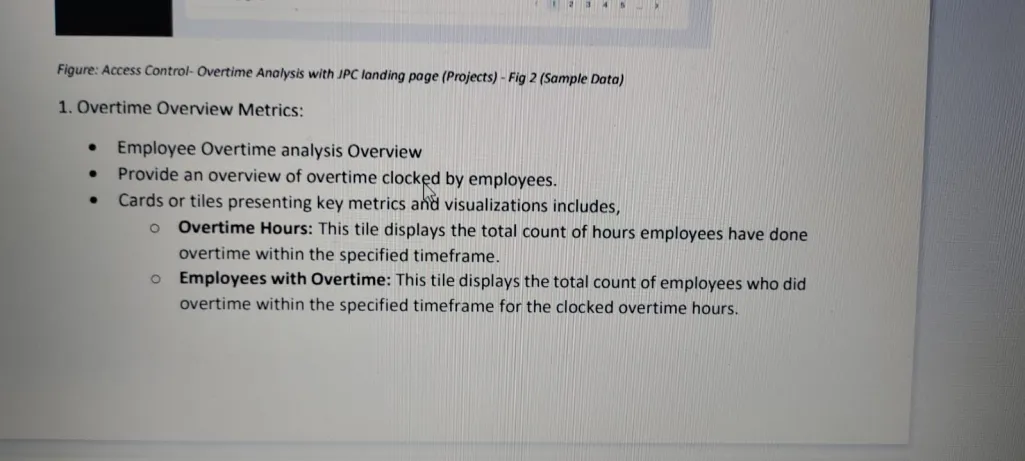 1 2 3 4 5 ... >
Figure: Access Control- Overtime Analysis with JPC landing page (Projects) - Fig 2 (Sample Data)
1. Overtime Overview Metrics:
• Employee Overtime analysis Overview
• Provide an overview of overtime clocked by employees.
• Cards or tiles presenting key metrics and visualizations includes,
o Overtime Hours: This tile displays the total count of hours employees have done
overtime within the specified timeframe.
o Employees with Overtime: This tile displays the total count of employees who did
overtime within the specified timeframe for the clocked overtime hours.